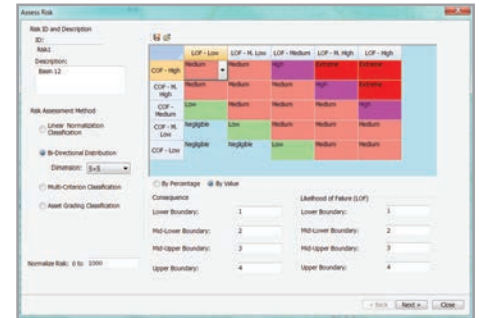 Assess Risk
Risk ID and Description
ID:
Risk1
Description:
Basin 12
Risk Assessment Method
Linear Normalization Classification
Bi-Directional Distribution
Dimension: 5×5
Multi-Criterion Classification
Asset Grading Classification
Normalize Risk: 0 to 1000
LOF - Low LOF - M. Low LOF - Medium LOF - M. High LOF - High
COF - High Medium Medium High Extreme Extreme
COF - M. High Medium Medium Medium High Extreme
COF - Medium Low Medium Medium Medium High
COF - M. Low Negligible Low Medium Medium Medium
COF - Low Negligible Negligible Low Medium Medium
By Percentage By Value
Consequence Likelihood of Failure (LOF)
Lower Boundary: 1 Lower Boundary: 1
Mid-Lower Boundary: 2 Mid-Lower Boundary: 2
Mid-Upper Boundary: 3 Mid-Upper Boundary: 3
Upper Boundary: 4 Upper Boundary: 4
< Back Next > Close